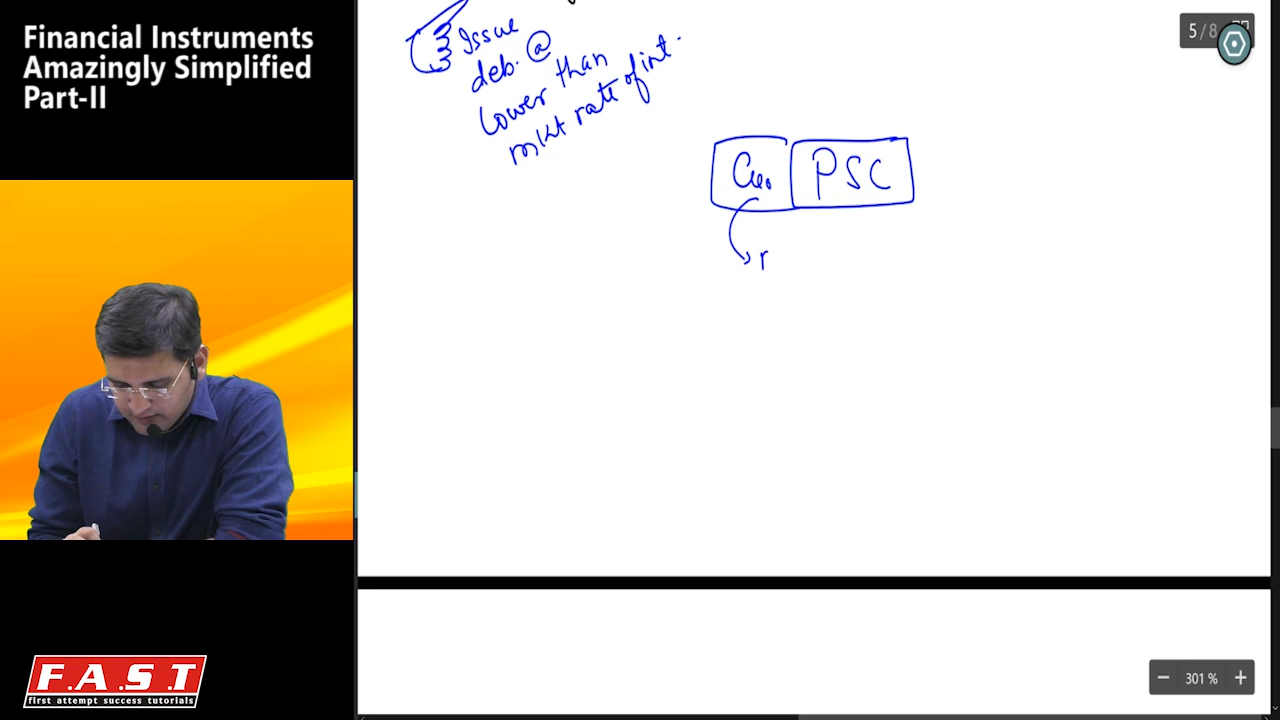 Financial Instruments
Amazingly Simplified
Part-II
Issue
deb. @
lower than
mkt rate of int.
PSC
r
5 / 8
F.A.S.T
first attempt success tutorials
301 %